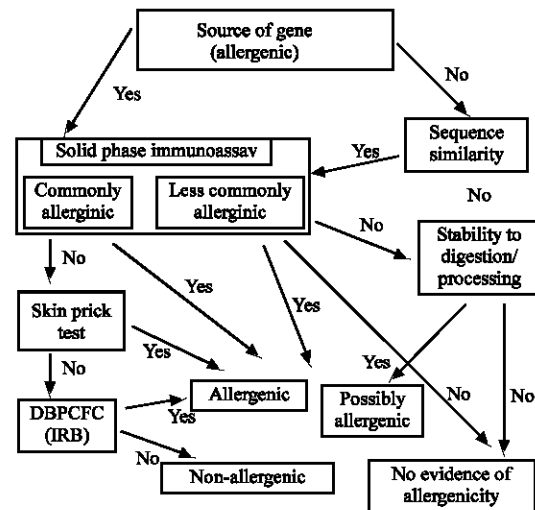 Source of gene
(allergenic)
Yes
No
Solid phase immunoassav
Sequence
similarity
Yes
Commonly
allerginic
Less commonly
allerginic
No
No
Stability to
digestion/
processing
No
Yes
Yes
Skin prick
test
Yes
Yes
No
No
No
DBPCFC
(IRB)
Yes
Allergenic
Possibly
allergenic
No
Non-allergenic
No evidence of
allergenicity